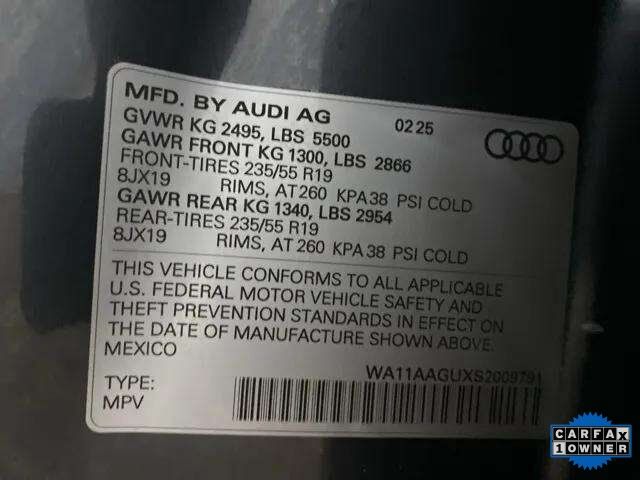 MFD. BY AUDI AG 02 25
GVWR KG 2495, LBS 5500
GAWR FRONT KG 1300, LBS 2866
FRONT-TIRES 235/55 R19
8JX19 RIMS, AT 260 KPA 38 PSI COLD
GAWR REAR KG 1340, LBS 2954
REAR-TIRES 235/55 R19
8JX19 RIMS, AT 260 KPA 38 PSI COLD
THIS VEHICLE CONFORMS TO ALL APPLICABLE
U.S. FEDERAL MOTOR VEHICLE SAFETY AND
THEFT PREVENTION STANDARDS IN EFFECT ON
THE DATE OF MANUFACTURE SHOWN ABOVE.
MEXICO
WA11AAGUXS2009791
TYPE:
MPV
CARFAX
1 OWNER